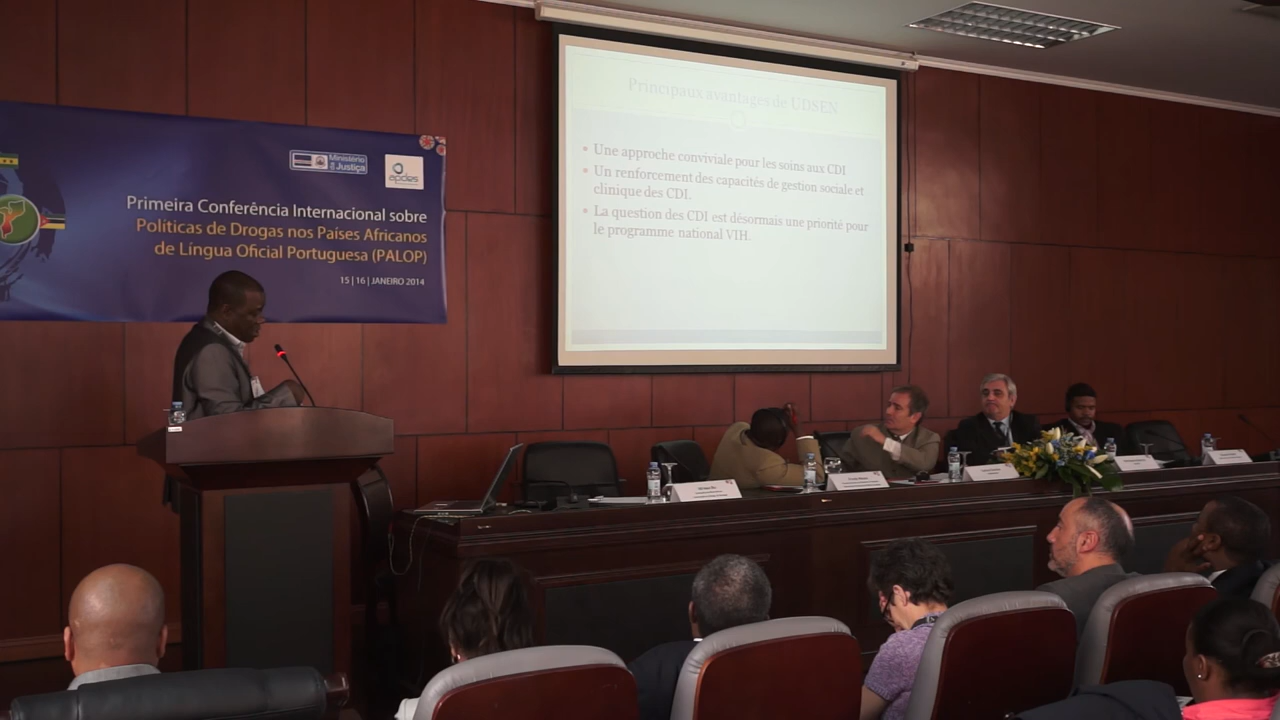 Ministério
da Justiça
apdes
Primeira Conferência Internacional sobre
Políticas de Drogas nos Países Africanos
de Língua Oficial Portuguesa (PALOP)
15 | 16 | JANEIRO 2014
Principaux avantages de UDSEN
• Une approche conviviale pour les soins aux CDI
• Un renforcement des capacités de gestion sociale et
clinique des CDI.
• La question des CDI est désormais une priorité pour
le programme national VIH.